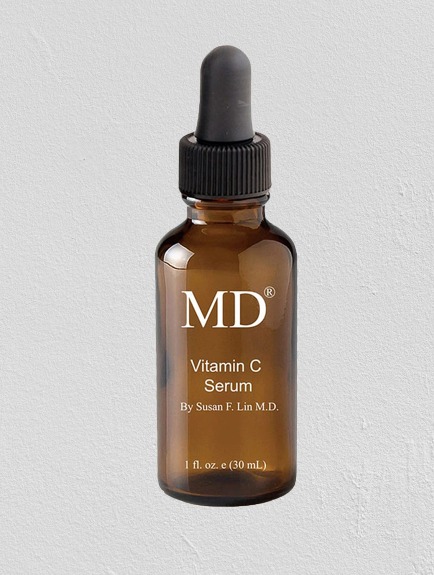 MD®
Vitamin C
Serum
By Susan F. Lin M.D.
1 fl. oz. e (30 mL)